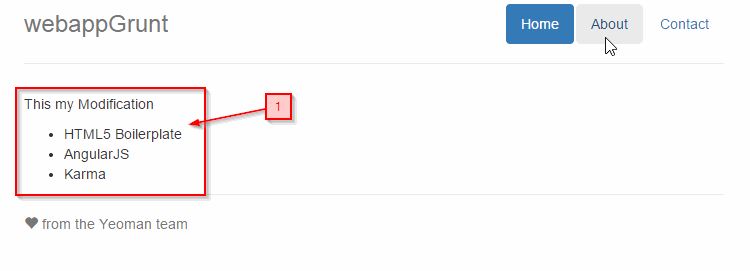 webappGrunt
Home About Contact
This my Modification
1
HTML5 Boilerplate
AngularJS
Karma
from the Yeoman team